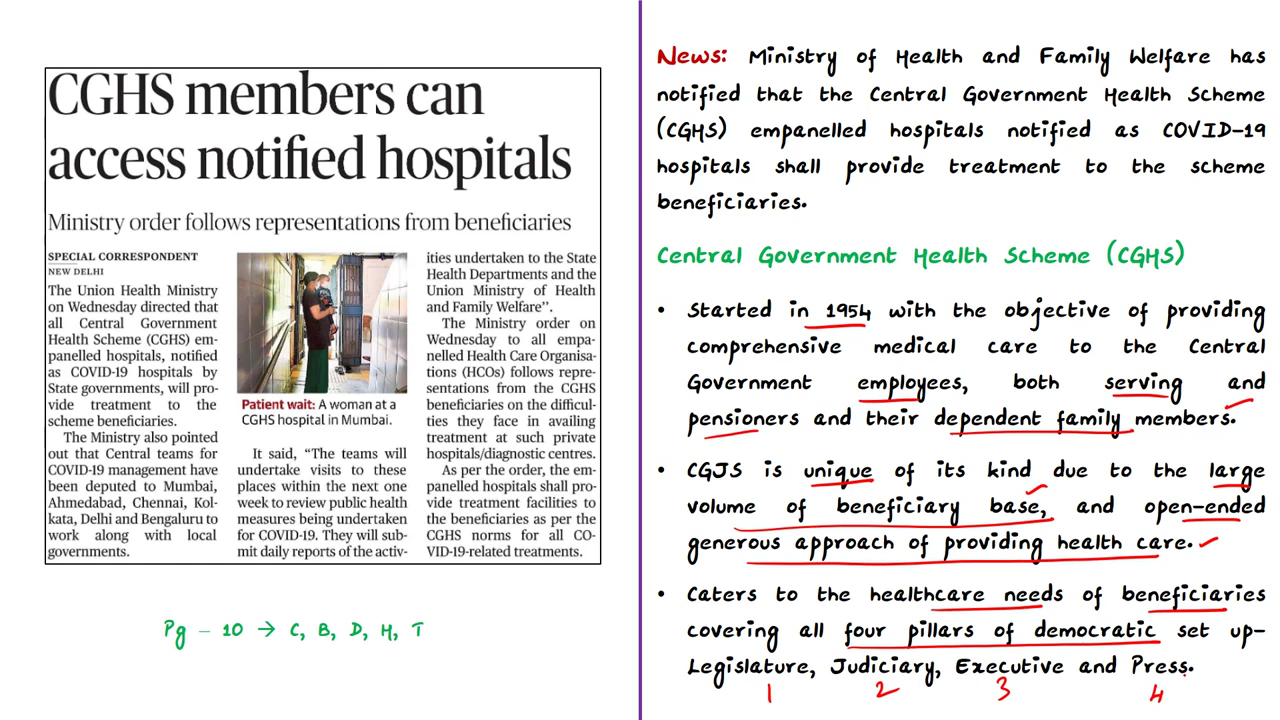 CGHS members can
access notified hospitals
Ministry order follows representations from beneficiaries
SPECIAL CORRESPONDENT
NEW DELHI
The Union Health Ministry
on Wednesday directed that
all Central Government
Health Scheme (CGHS) em-
panelled hospitals, notified
as COVID-19 hospitals by
State governments, will pro-
vide treatment to the
scheme beneficiaries.
The Ministry also pointed
out that Central teams for
COVID-19 management have
been deputed to Mumbai,
Ahmedabad, Chennai, Kol-
kata, Delhi and Bengaluru to
work along with local
governments.
Patient wait: A woman at a
CGHS hospital in Mumbai.
It said, “The teams will
undertake visits to these
places within the next one
week to review public health
measures being undertaken
for COVID-19. They will sub-
mit daily reports of the activ-
ities undertaken to the State
Health Departments and the
Union Ministry of Health
and Family Welfare”.
The Ministry order on
Wednesday to all empa-
nelled Health Care Organisa-
tions (HCOs) follows repre-
sentations from the CGHS
beneficiaries on the difficul-
ties they face in availing
treatment at such private
hospitals/diagnostic centres.
As per the order, the em-
panelled hospitals shall pro-
vide treatment facilities to
the beneficiaries as per the
CGHS norms for all CO-
VID-19-related treatments.
Pg – 10 → C, B, D, H, T
News: Ministry of Health and Family Welfare has
notified that the Central Government Health Scheme
(CGHS) empanelled hospitals notified as COVID-19
hospitals shall provide treatment to the scheme
beneficiaries.
Central Government Health Scheme (CGHS)
• Started in 1954 with the objective of providing
comprehensive medical care to the Central
Government employees, both serving and
pensioners and their dependent family members.
• CGJS is unique of its kind due to the large
volume of beneficiary base, and open-ended
generous approach of providing health care.
• Caters to the healthcare needs of beneficiaries
covering all four pillars of democratic set up-
Legislature, Judiciary, Executive and Press.
1 2 3 4